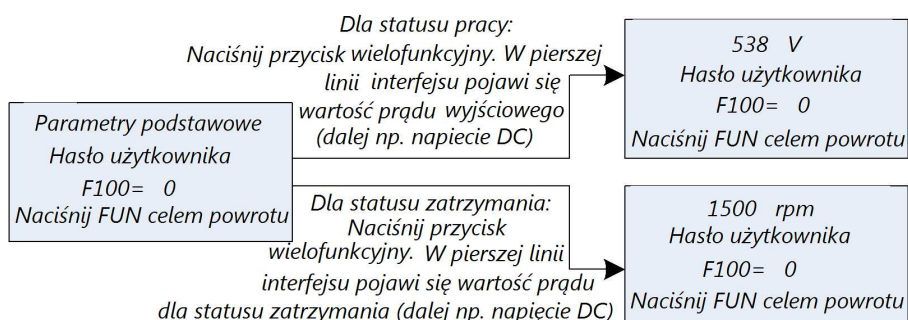 Parametry podstawowe
Hasło użytkownika
F100= 0
Naciśnij FUN celem powrotu
Dla statusu pracy:
Naciśnij przycisk wielofunkcyjny. W pierszej
linii interfejsu pojawi się
wartość prądu wyjściowego
(dalej np. napiecie DC)
538 V
Hasło użytkownika
F100= 0
Naciśnij FUN celem powrotu
Dla statusu zatrzymania:
Naciśnij przycisk
wielofunkcyjny. W pierszej linii
interfejsu pojawi się wartość prądu
dla statusu zatrzymania (dalej np. napiecie DC)
1500 rpm
Hasło użytkownika
F100= 0
Naciśnij FUN celem powrotu